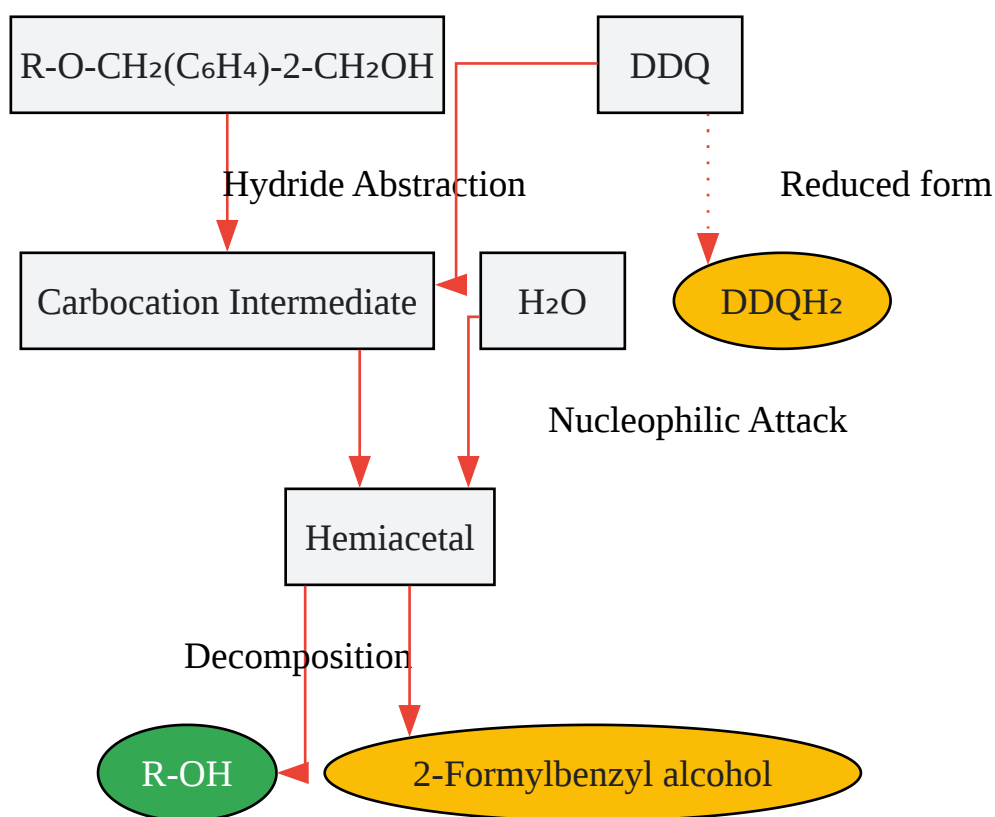 R-O-CH₂(C₆H₄)-2-CH₂OH
DDQ
Hydride Abstraction
Reduced form
Carbocation Intermediate
H₂O
DDQH₂
Nucleophilic Attack
Hemiacetal
Decomposition
R-OH
2-Formylbenzyl alcohol